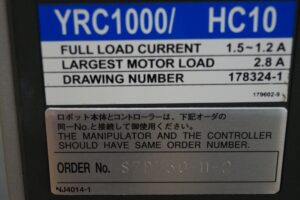 YRC1000/ HC10
FULL LOAD CURRENT 1.5~1.2 A
LARGEST MOTOR LOAD 2.8 A
DRAWING NUMBER 178324-1
179602-9
ロボット本体とコントローラーは、下記オーダの
同一No.と接続して御使用ください。
THE MANIPULATOR AND THE CONTROLLER
SHOULD HAVE SAME ORDER NUMBER.
ORDER No.
NJ4014-1